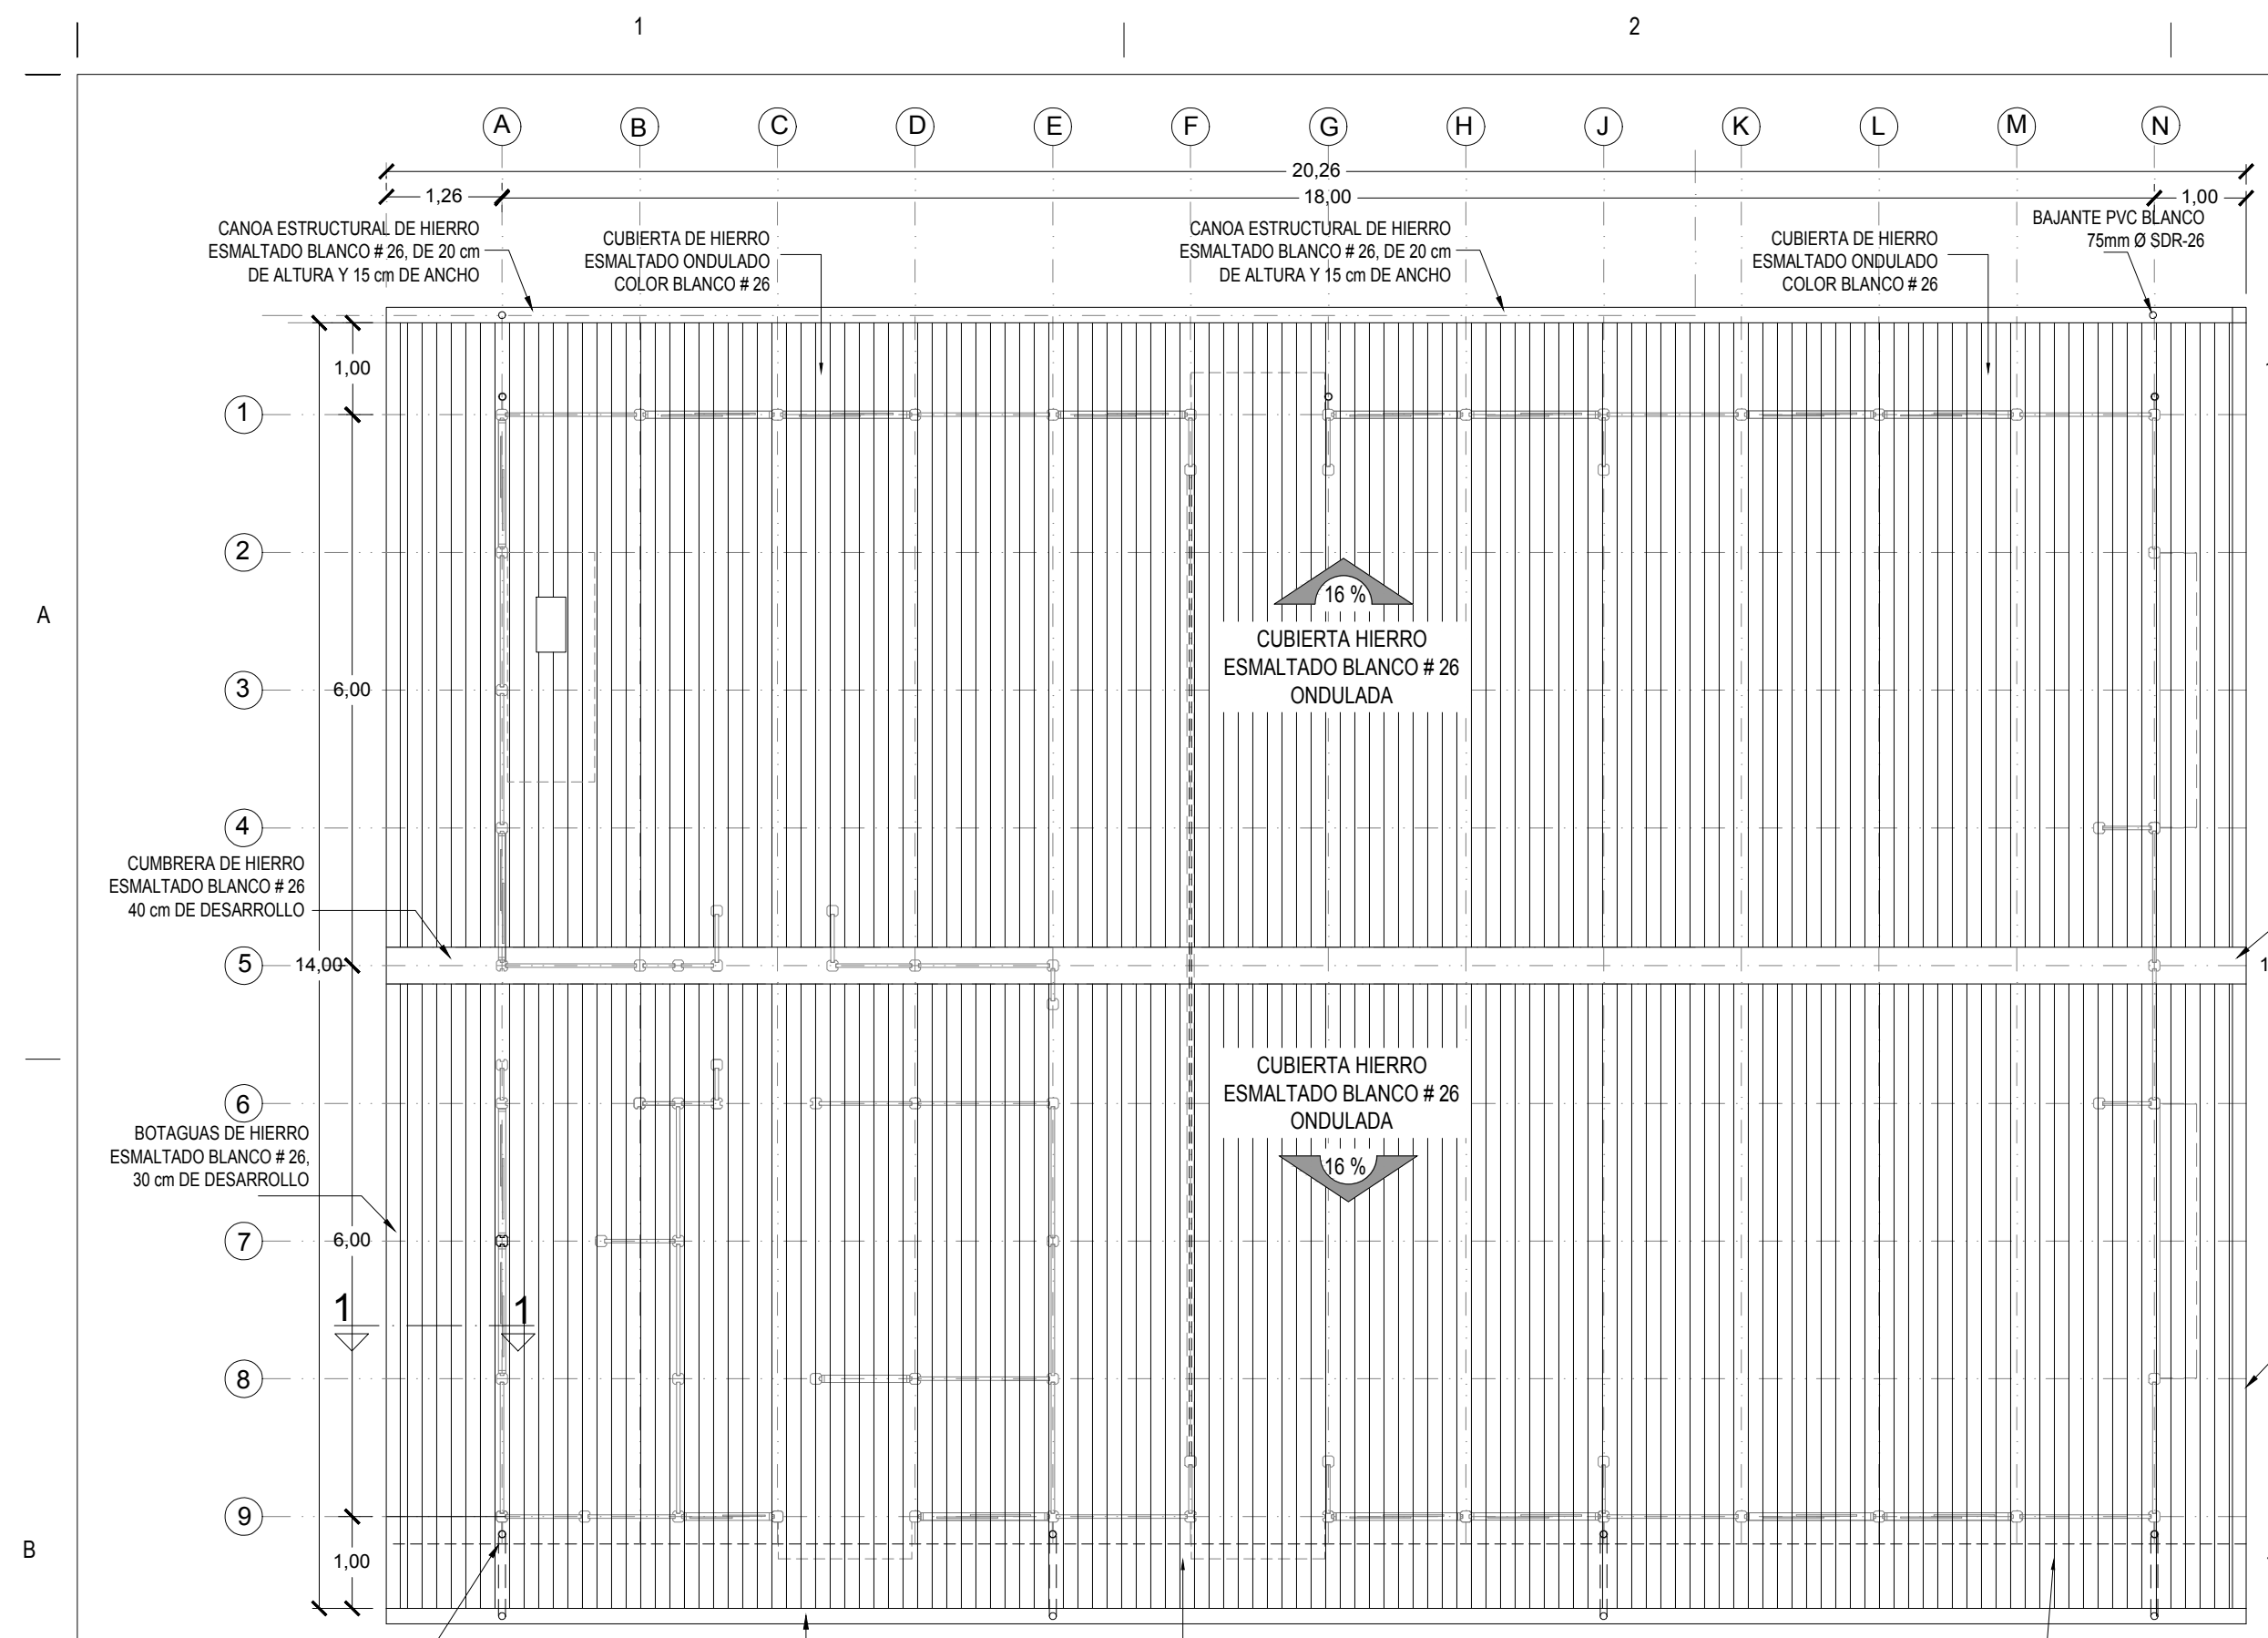 1
2
A
B
C
D
E
F
G
H
J
K
L
M
N
20,26
1,26
18,00
1,00
CANOA ESTRUCTURAL DE HIERRO
ESMALTADO BLANCO # 26, DE 20 cm
DE ALTURA Y 15 cm DE ANCHO
CUBIERTA DE HIERRO
ESMALTADO ONDULADO
COLOR BLANCO # 26
CANOA ESTRUCTURAL DE HIERRO
ESMALTADO BLANCO # 26, DE 20 cm
DE ALTURA Y 15 cm DE ANCHO
CUBIERTA DE HIERRO
ESMALTADO ONDULADO
COLOR BLANCO # 26
BAJANTE PVC BLANCO
75mm Ø SDR-26
1,00
1
2
A
16 %
CUBIERTA HIERRO
ESMALTADO BLANCO # 26
ONDULADA
3
6,00
4
CUMBRERA DE HIERRO
ESMALTADO BLANCO # 26
40 cm DE DESARROLLO
5
14,00
1
CUBIERTA HIERRO
ESMALTADO BLANCO # 26
ONDULADA
16 %
6
BOTAGUAS DE HIERRO
ESMALTADO BLANCO # 26,
30 cm DE DESARROLLO
7
6,00
1
1
8
9
B
1,00